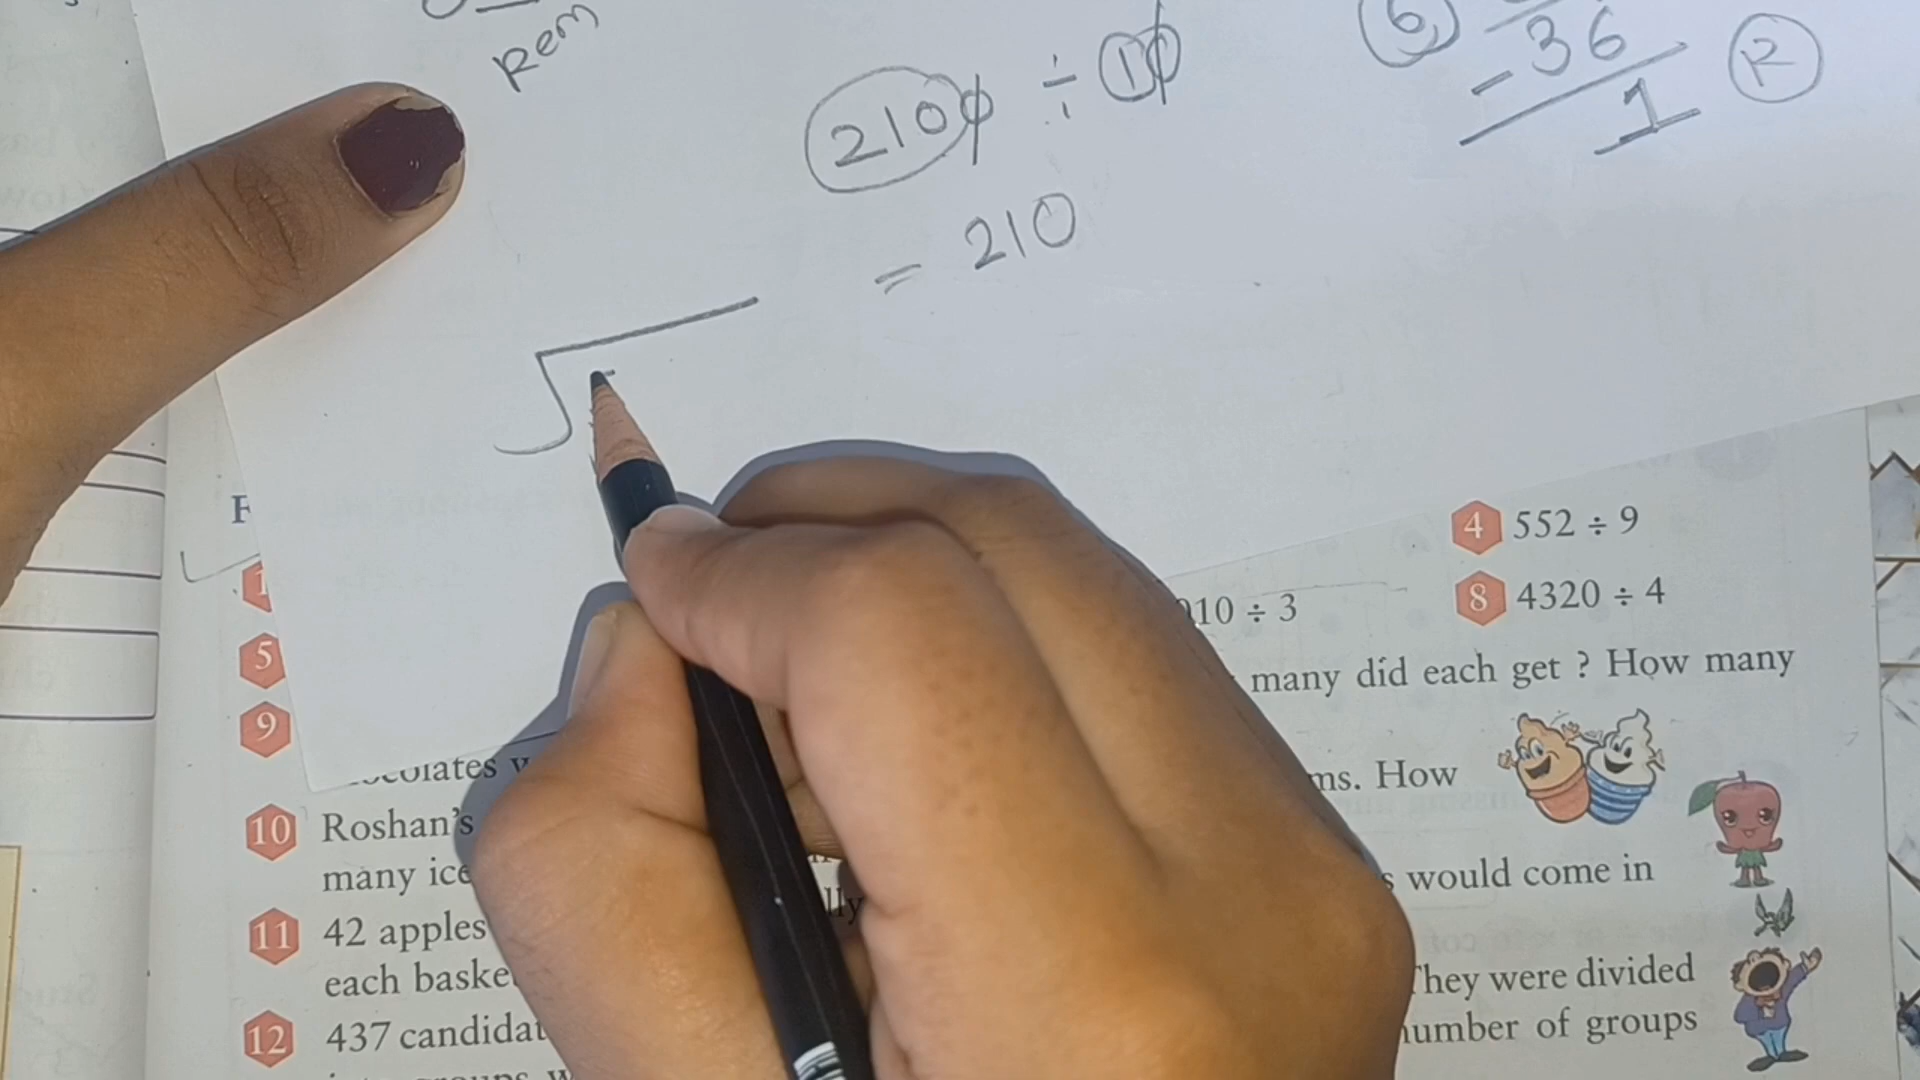 Rem
2100 ÷ 10
= 210
6
- 36
1 R
F
1
4 552 ÷ 9
5
10 ÷ 3
8 4320 ÷ 4
9
many did each get ? How many
ms. How
10 Roshan's
many ice
would come in
11 42 apples
each baske
They were divided
12 437 candidat
number of groups